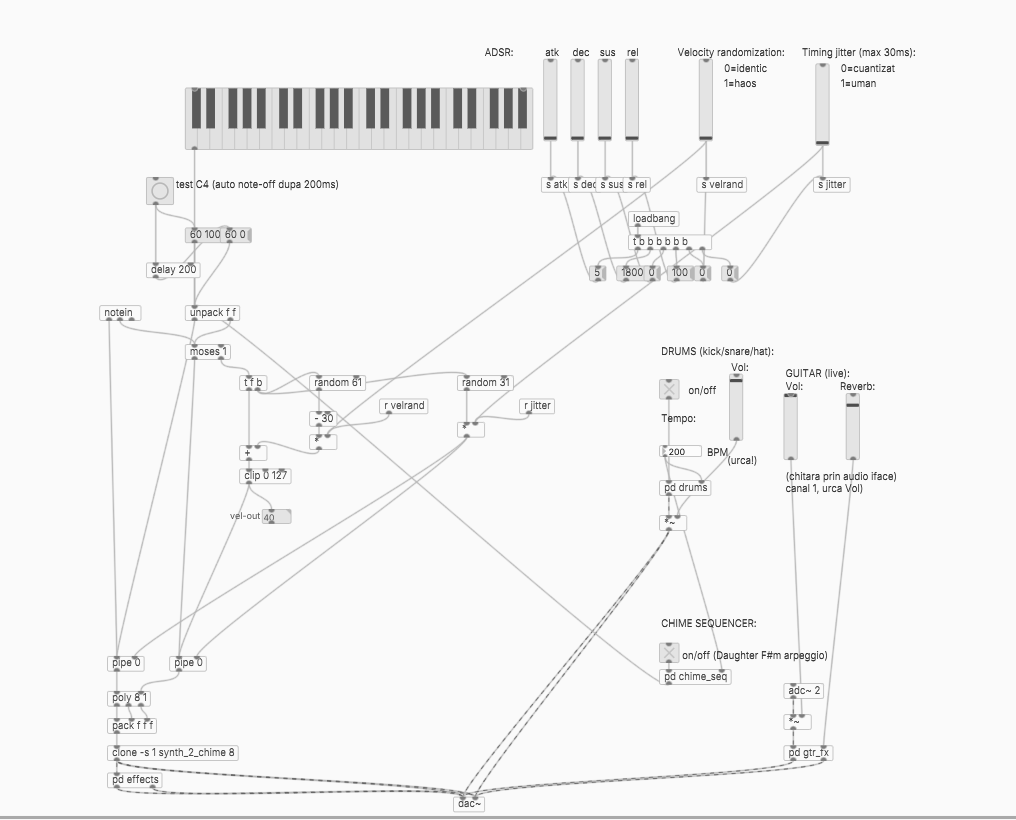 ADSR: atk dec sus rel Velocity randomization: Timing jitter (max 30ms):
0=identic 0=cuantizat
1=haos 1=uman
test C4 (auto note-off dupa 200ms)
s atk s dec s sus s rel s velrand s jitter
loadbang
60 100 60 0 t b b b b b b
delay 200 5 1800 0 100 0 0
notein unpack f f
moses 1
DRUMS (kick/snare/hat):
Vol: GUITAR (live):
t f b random 61 random 31 on/off Vol: Reverb:
r velrand r jitter
- 30 Tempo:
* *
+ 200 BPM (urca!)
clip 0 127 (chitara prin audio iface)
pd drums canal 1, urca Vol)
vel-out 40
*~
CHIME SEQUENCER:
on/off (Daughter F#m arpeggio)
pipe 0 pipe 0
pd chime_seq
poly 8 1 adc~ 2
pack f f f *~
clone -s 1 synth_2_chime 8 pd gtr_fx
pd effects
dac~